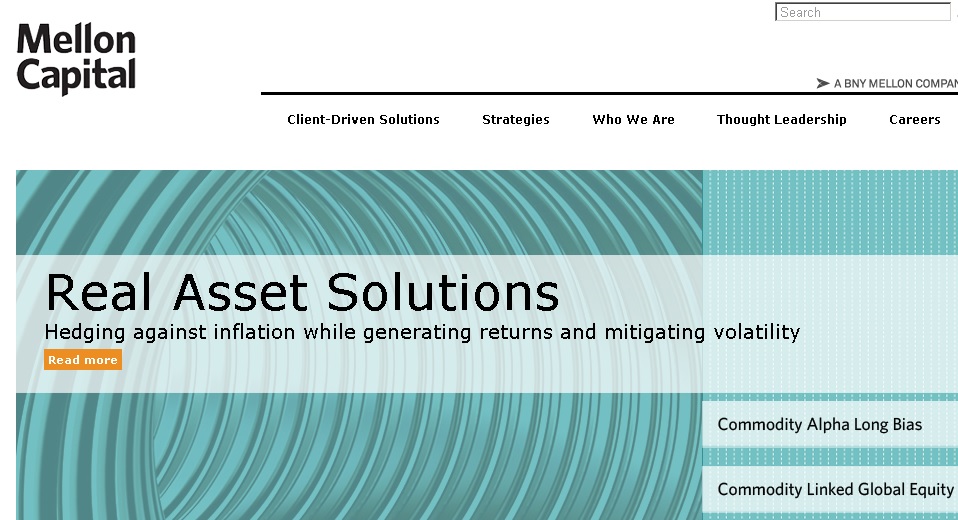 Search
Mellon
Capital
A BNY MELLON COMPAN
Client-Driven Solutions Strategies Who We Are Thought Leadership Careers
Real Asset Solutions
Hedging against inflation while generating returns and mitigating volatility
Read more
Commodity Alpha Long Bias
Commodity Linked Global Equity